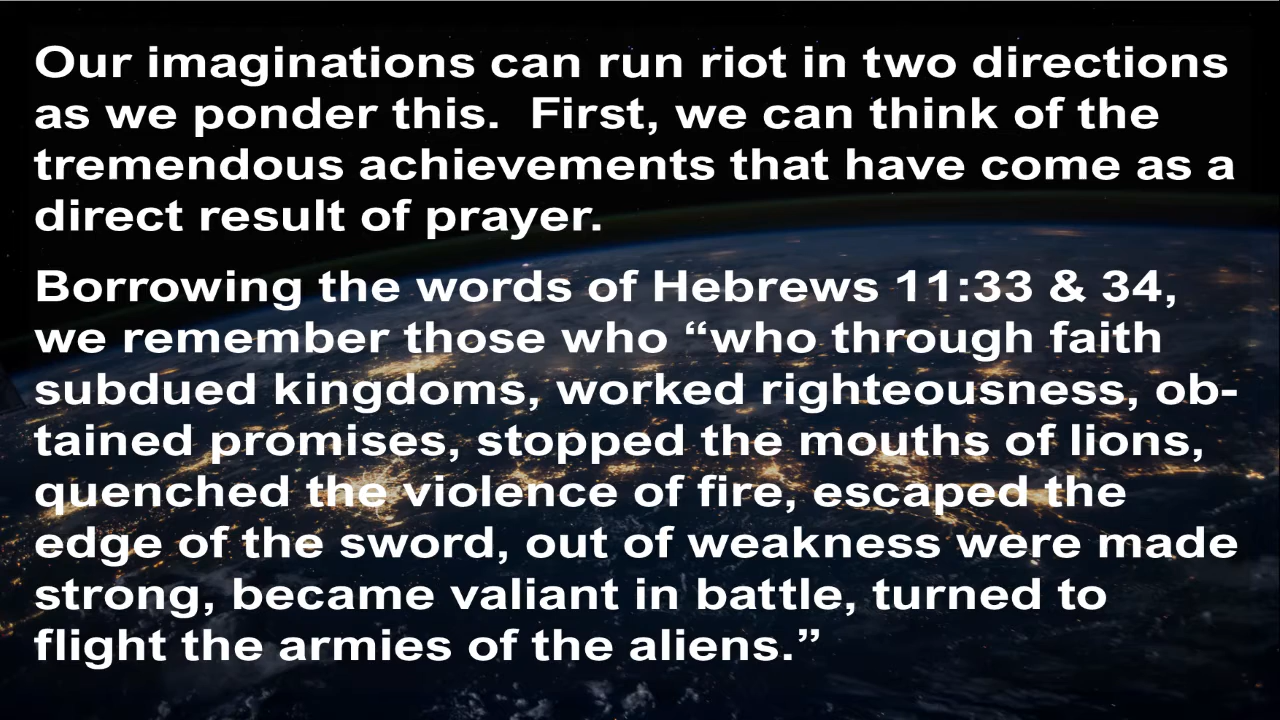 Our imaginations can run riot in two directions
as we ponder this.  First, we can think of the
tremendous achievements that have come as a
direct result of prayer.
Borrowing the words of Hebrews 11:33 & 34,
we remember those who “who through faith
subdued kingdoms, worked righteousness, ob-
tained promises, stopped the mouths of lions,
quenched the violence of fire, escaped the
edge of the sword, out of weakness were made
strong, became valiant in battle, turned to
flight the armies of the aliens.”